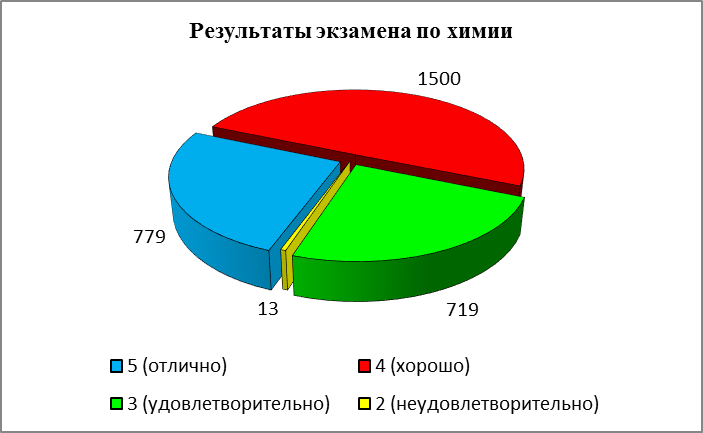 Результаты экзамена по химии
1500
779
13
719
5 (отлично)
4 (хорошо)
3 (удовлетворительно)
2 (неудовлетворительно)